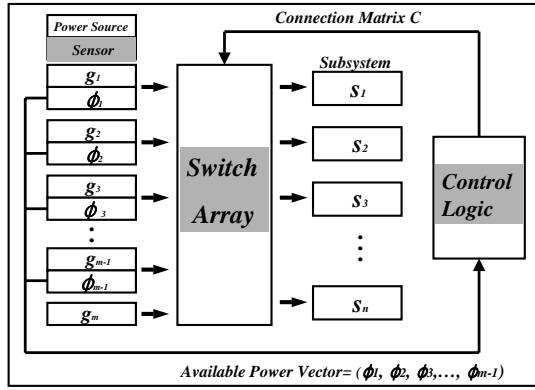 Connection Matrix C
Power Source
Sensor
Subsystem
g1
ϕ1
g2
ϕ2
g3
ϕ3
⋮
gm-1
ϕm-1
gm
Switch
Array
S1
S2
S3
⋮
Sn
Control
Logic
Available Power Vector= (ϕ1, ϕ2, ϕ3,…, ϕm-1)